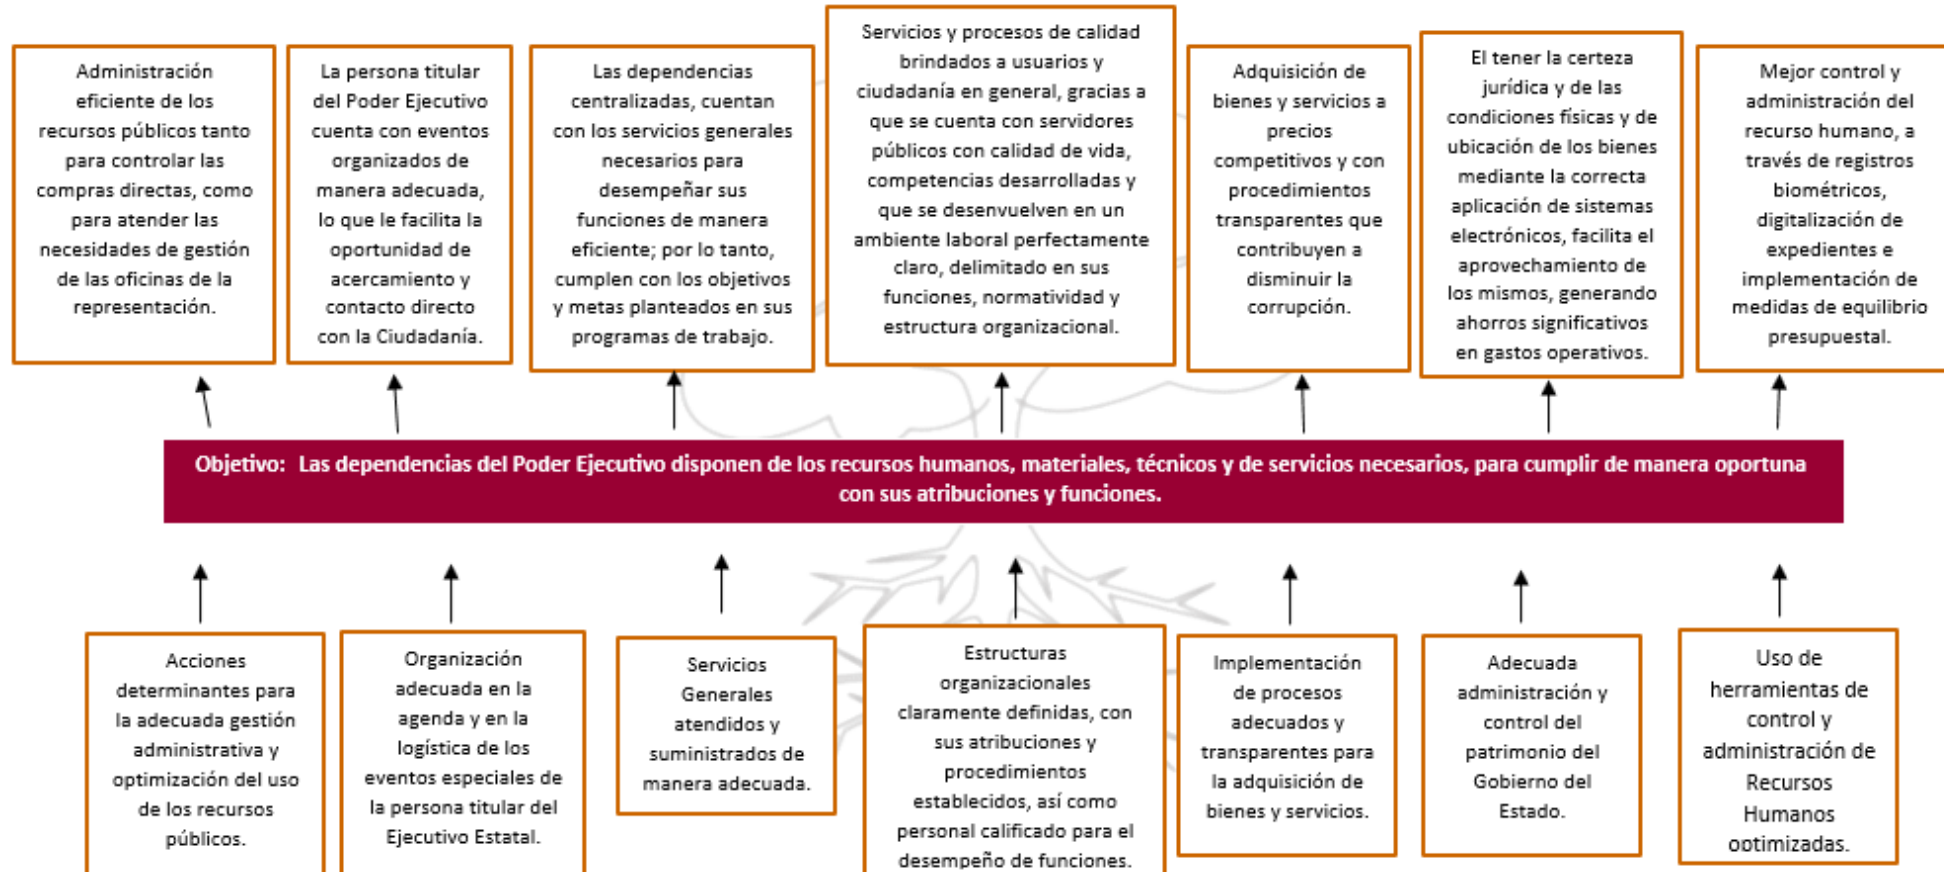 Administración
eficiente de los
recursos públicos tanto
para controlar las
compras directas, como
para atender las
necesidades de gestión
de las oficinas de la
representación.
La persona titular
del Poder Ejecutivo
cuenta con eventos
organizados de
manera adecuada,
lo que le facilita la
oportunidad de
acercamiento y
contacto directo
con la Ciudadanía.
Las dependencias
centralizadas, cuentan
con los servicios generales
necesarios para
desempeñar sus
funciones de manera
eficiente; por lo tanto,
cumplen con los objetivos
y metas planteados en sus
programas de trabajo.
Servicios y procesos de calidad
brindados a usuarios y
ciudadanía en general, gracias a
que se cuenta con servidores
públicos con calidad de vida,
competencias desarrolladas y
que se desenvuelven en un
ambiente laboral perfectamente
claro, delimitado en sus
funciones, normatividad y
estructura organizacional.
Adquisición de
bienes y servicios a
precios
competitivos y con
procedimientos
transparentes que
contribuyen a
disminuir la
corrupción.
El tener la certeza
jurídica y de las
condiciones físicas y de
ubicación de los bienes
mediante la correcta
aplicación de sistemas
electrónicos, facilita el
aprovechamiento de
los mismos, generando
ahorros significativos
en gastos operativos.
Mejor control y
administración del
recurso humano, a
través de registros
biométricos,
digitalización de
expedientes e
implementación de
medidas de equilibrio
presupuestal.
Objetivo: Las dependencias del Poder Ejecutivo disponen de los recursos humanos, materiales, técnicos y de servicios necesarios, para cumplir de manera oportuna
con sus atribuciones y funciones.
Acciones
determinantes para
la adecuada gestión
administrativa y
optimización del uso
de los recursos
públicos.
Organización
adecuada en la
agenda y en la
logística de los
eventos especiales de
la persona titular del
Ejecutivo Estatal.
Servicios
Generales
atendidos y
suministrados de
manera adecuada.
Estructuras
organizacionales
claramente definidas, con
sus atribuciones y
procedimientos
establecidos, así como
personal calificado para el
desempeño de funciones.
Implementación
de procesos
adecuados y
transparentes para
la adquisición de
bienes y servicios.
Adecuada
administración y
control del
patrimonio del
Gobierno del
Estado.
Uso de
herramientas de
control y
administración de
Recursos
Humanos
optimizadas.